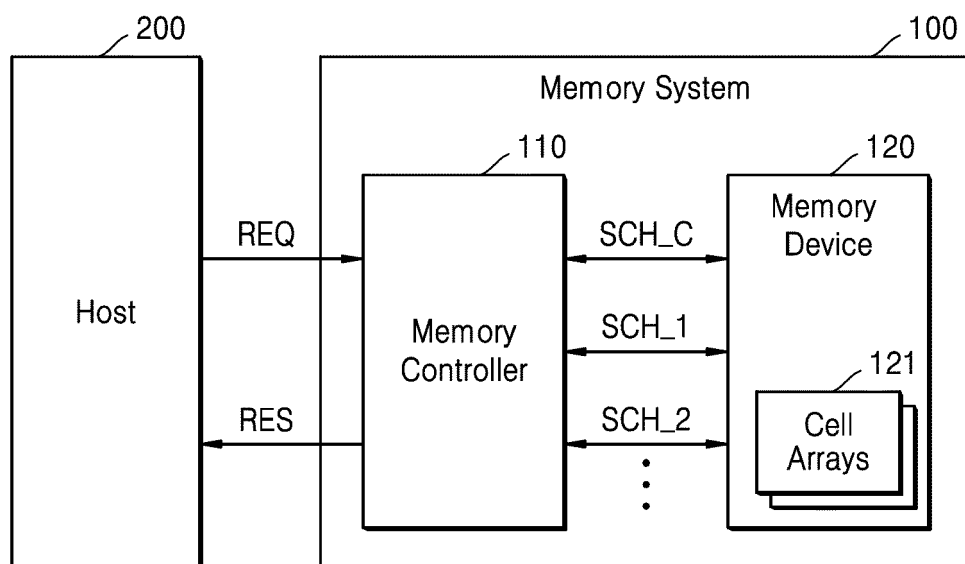 200
100
Memory System
110
120
Memory
Device
REQ
SCH_C
Host
Memory
Controller
SCH_1
121
RES
SCH_2
Cell
Arrays